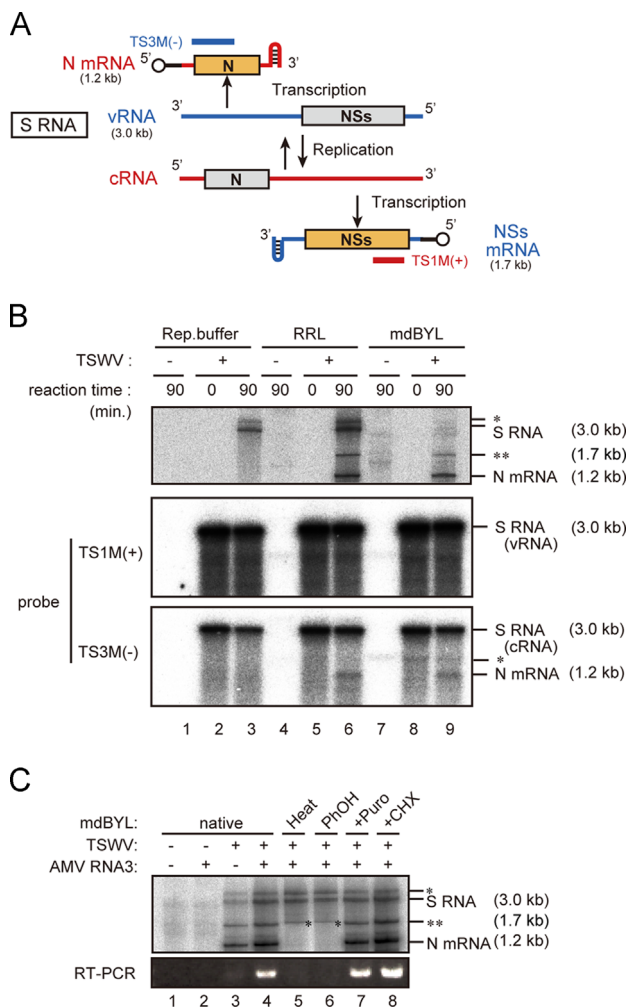 A
TS3M(-)
N mRNA
(1.2 kb)
5'
N
3'
Transcription
S RNA
vRNA
(3.0 kb)
3'
NSs
5'
Replication
cRNA
5'
N
3'
Transcription
3'
NSs
5'
NSs
mRNA
(1.7 kb)
TS1M(+)
B
Rep.buffer RRL mdBYL
TSWV : - + - + - +
reaction time : 90 0 90 90 0 90 90 0 90
(min.)
*
S RNA (3.0 kb)
** (1.7 kb)
N mRNA (1.2 kb)
probe
TS1M(+)
S RNA (3.0 kb)
(vRNA)
TS3M(-)
S RNA (3.0 kb)
(cRNA)
*
N mRNA (1.2 kb)
1 2 3 4 5 6 7 8 9
C
mdBYL: native Heat PhOH +Puro +CHX
TSWV: - - + + + + + +
AMV RNA3: - + - + + + + +
*
S RNA (3.0 kb)
* * ** (1.7 kb)
N mRNA (1.2 kb)
RT-PCR
1 2 3 4 5 6 7 8